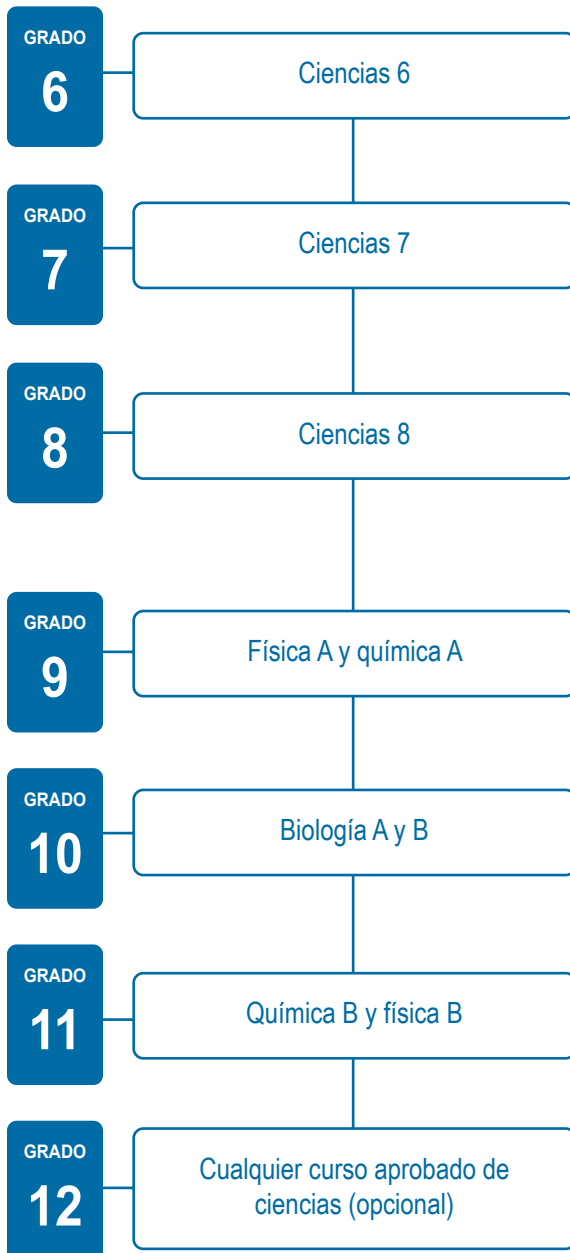 GRADO
6
Ciencias 6
GRADO
7
Ciencias 7
GRADO
8
Ciencias 8
GRADO
9
Física A y química A
GRADO
10
Biología A y B
GRADO
11
Química B y física B
GRADO
12
Cualquier curso aprobado de
ciencias (opcional)